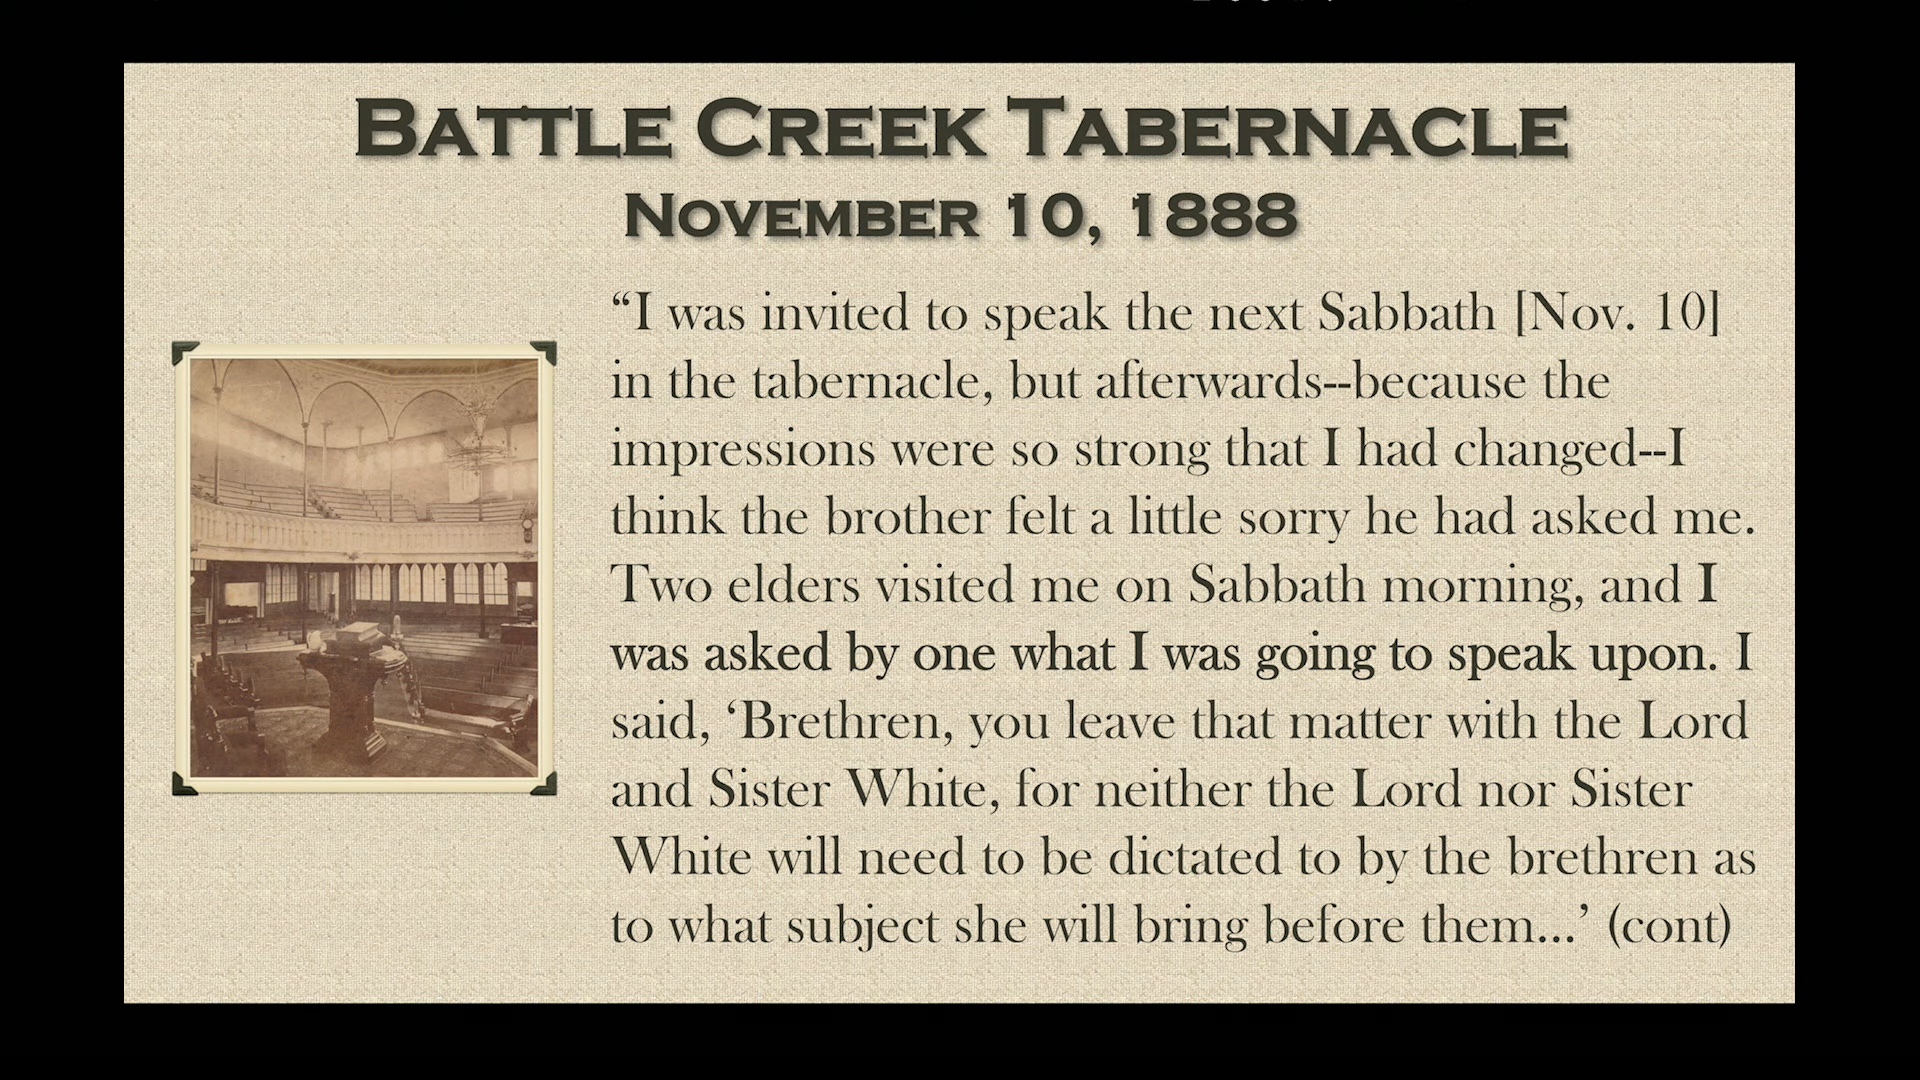 BATTLE CREEK TABERNACLE
NOVEMBER 10, 1888
“I was invited to speak the next Sabbath [Nov. 10]
in the tabernacle, but afterwards--because the
impressions were so strong that I had changed--I
think the brother felt a little sorry he had asked me.
Two elders visited me on Sabbath morning, and I
was asked by one what I was going to speak upon. I
said, ‘Brethren, you leave that matter with the Lord
and Sister White, for neither the Lord nor Sister
White will need to be dictated to by the brethren as
to what subject she will bring before them...’ (cont)